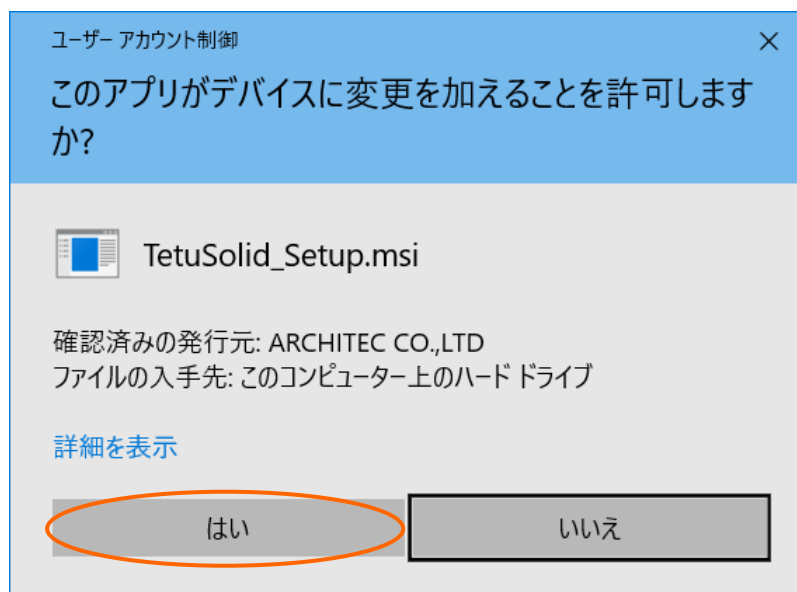 ユーザー アカウント制御
このアプリがデバイスに変更を加えることを許可します
か?
TetuSolid_Setup.msi
確認済みの発行元: ARCHITEC CO.,LTD
ファイルの入手先: このコンピューター上のハード ドライブ
詳細を表示
はい
いいえ